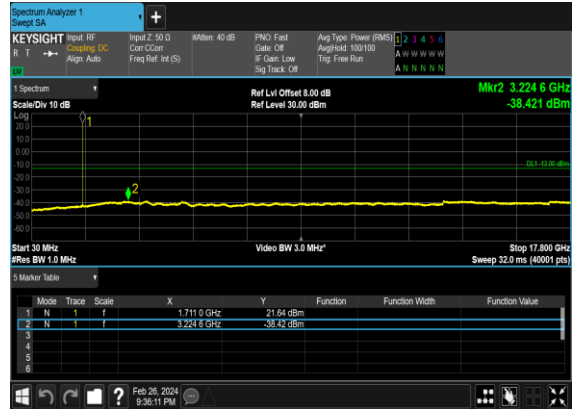 Spectrum Analyzer 1
Swept SA
+
KEYSIGHT Input: RF Input Z: 50 Ω #Atten: 40 dB PNO: Fast Avg Type: Power (RMS) 1 2 3 4 5 6
R T Coupling: DC Corr CCorr Gate: Off Avg|Hold: 100/100 A W W W W W
Align: Auto Freq Ref: Int (S) IF Gain: Low Trig: Free Run
Sig Track: Off A N N N N N
1 Spectrum Ref Lvl Offset 8.00 dB Mkr2 3.224 6 GHz
Scale/Div 10 dB Ref Level 30.00 dBm -38.421 dBm
Log
1
20.0
10.0
0.00
-10.0
DL1 -13.00 dBm
-20.0
-30.0
2
-40.0
-50.0
-60.0
Start 30 MHz Video BW 3.0 MHz* Stop 17.800 GHz
#Res BW 1.0 MHz Sweep 32.0 ms (40001 pts)
5 Marker Table
Mode Trace Scale X Y Function Function Width Function Value
1 N 1 f 1.711 0 GHz 21.64 dBm
2 N 1 f 3.224 6 GHz -38.42 dBm
3
4
5
6
? Feb 26, 2024
9:36:11 PM